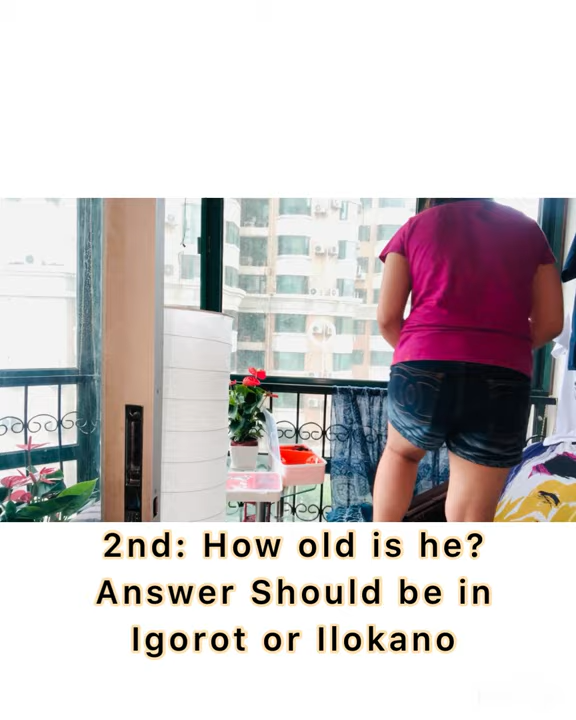 2nd: How old is he?
Answer Should be in
Igorot or Ilokano